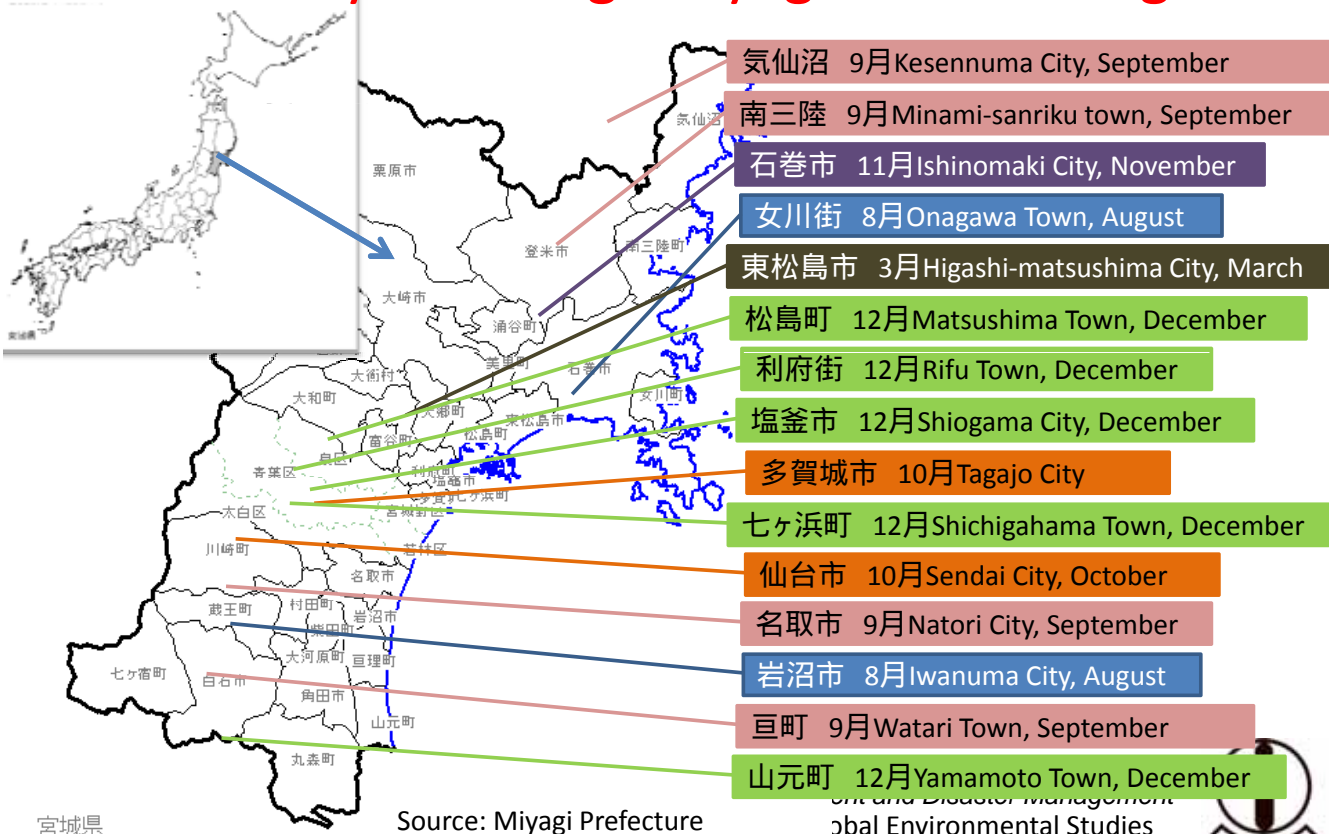 気仙沼 9月Kesennuma City, September
南三陸 9月Minami-sanriku town, September
石巻市 11月Ishinomaki City, November
女川街 8月Onagawa Town, August
東松島市 3月Higashi-matsushima City, March
松島町 12月Matsushima Town, December
利府街 12月Rifu Town, December
塩釜市 12月Shiogama City, December
多賀城市 10月Tagajo City
七ヶ浜町 12月Shichigahama Town, December
仙台市 10月Sendai City, October
名取市 9月Natori City, September
岩沼市 8月Iwanuma City, August
亘町 9月Watari Town, September
山元町 12月Yamamoto Town, December
気仙沼
栗原市
登米市
南三陸町
大崎市
涌谷町
美里町
石巻市
大衡村
大和町
大郷町
女川町
東松島市
富谷町
松島町
泉区
青葉区
利府町
塩竈市
七ヶ浜町
宮城野区
太白区
川崎町
若林区
名取市
蔵王町
村田町
岩沼市
柴田町
大河原町
亘理町
七ヶ宿町
白石市
角田市
山元町
丸森町
宮城県
Source: Miyagi Prefecture
and Disaster Management
Environmental Studies